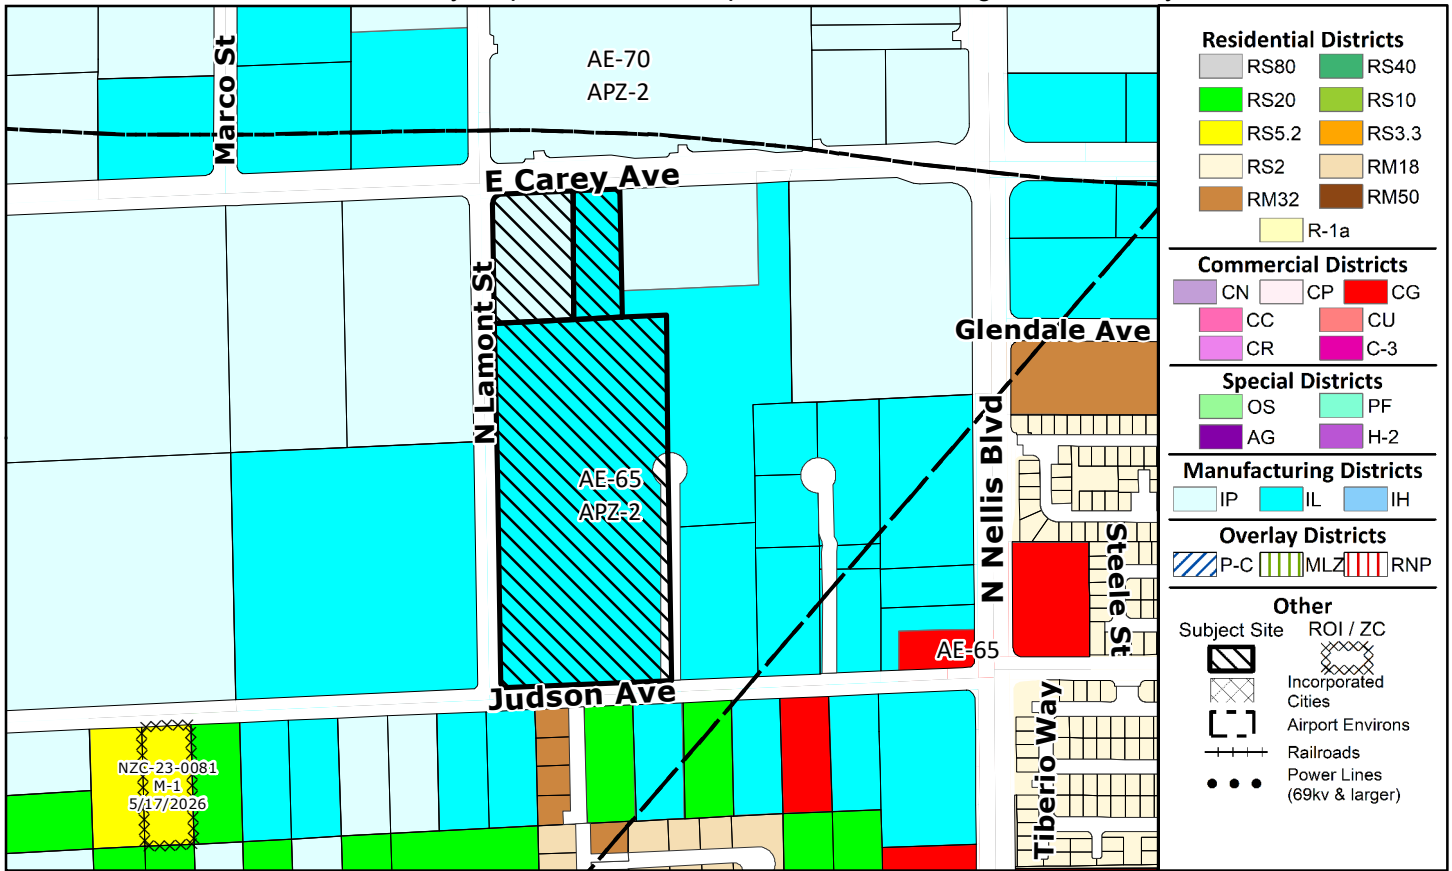 Marco St
AE-70
APZ-2
E Carey Ave
N Lamont St
Glendale Ave
N Nellis Blvd
AE-65
APZ-2
Steele St
AE-65
Judson Ave
Tiberio Way
NZC-23-0081
M-1
5/17/2026
Residential Districts
RS80 RS40
RS20 RS10
RS5.2 RS3.3
RS2 RM18
RM32 RM50
R-1a
Commercial Districts
CN CP CG
CC CU
CR C-3
Special Districts
OS PF
AG H-2
Manufacturing Districts
IP IL IH
Overlay Districts
P-C MLZ RNP
Other
Subject Site ROI / ZC
Incorporated
Cities
Airport Environs
Railroads
Power Lines
(69kv & larger)